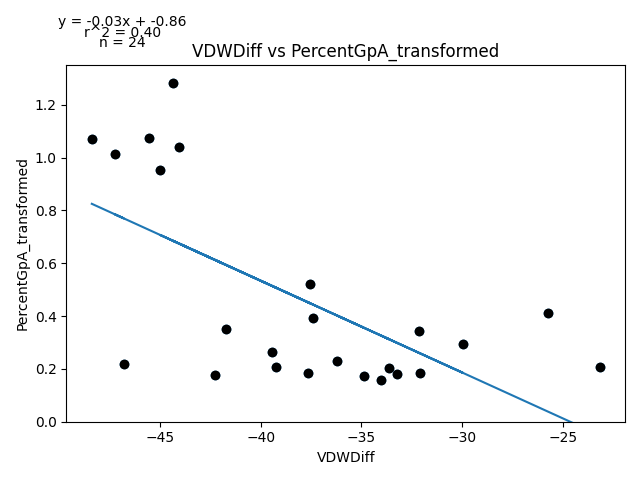 y = -0.03x + -0.86
r^2 = 0.40
n = 24
VDWDiff vs PercentGpA_transformed
PercentGpA_transformed
1.2
1.0
0.8
0.6
0.4
0.2
0.0
−45 −40 −35 −30 −25
VDWDiff